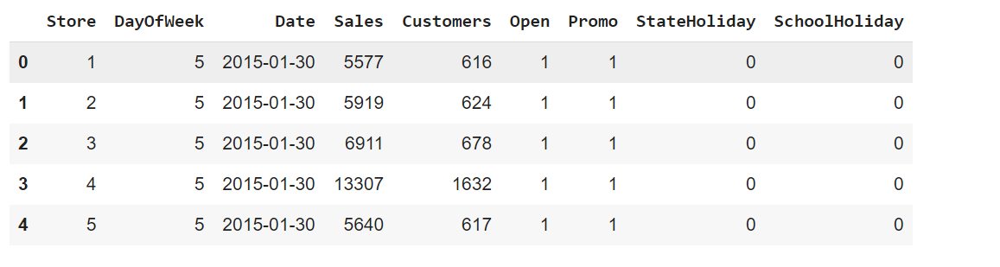 Store DayOfWeek Date Sales Customers Open Promo StateHoliday SchoolHoliday
0 1 5 2015-01-30 5577 616 1 1 0 0
1 2 5 2015-01-30 5919 624 1 1 0 0
2 3 5 2015-01-30 6911 678 1 1 0 0
3 4 5 2015-01-30 13307 1632 1 1 0 0
4 5 5 2015-01-30 5640 617 1 1 0 0